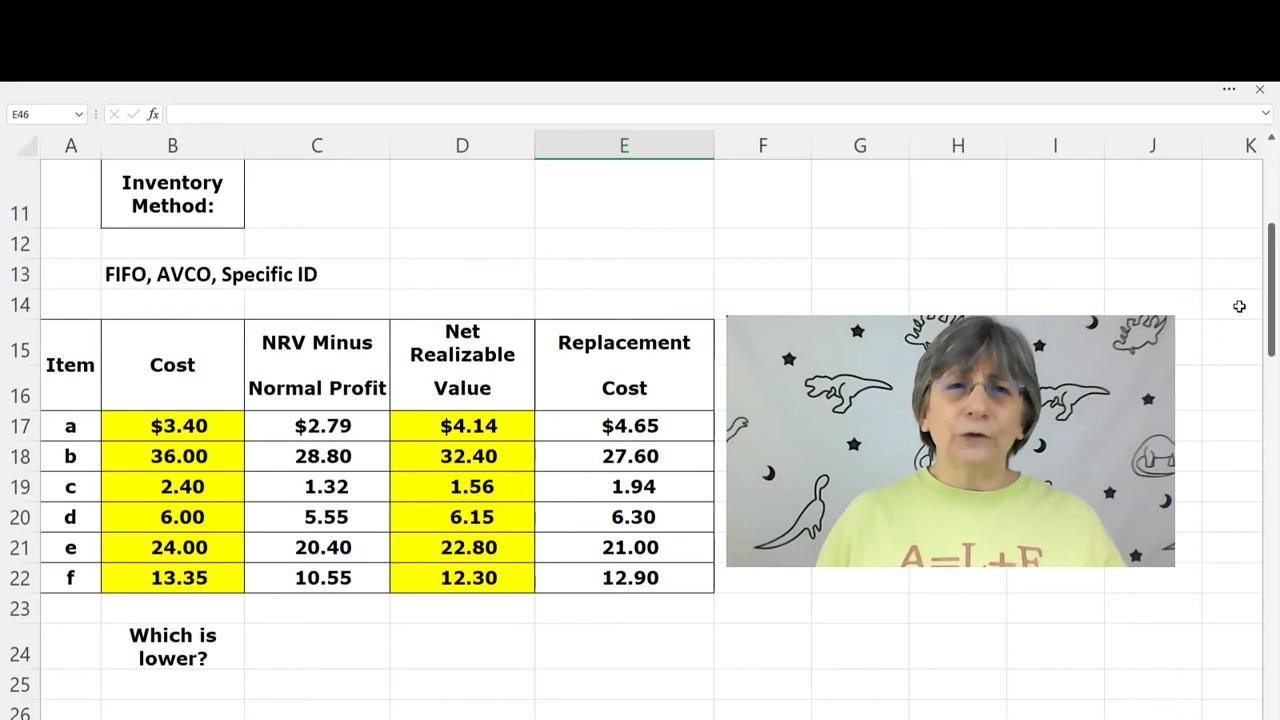 E46
fx
A B C D E F G H I J K
11 Inventory
Method:
12
13 FIFO, AVCO, Specific ID
14
15 Item Cost NRV Minus Net Realizable Replacement
16 Normal Profit Value Cost
17 a $3.40 $2.79 $4.14 $4.65
18 b 36.00 28.80 32.40 27.60
19 c 2.40 1.32 1.56 1.94
20 d 6.00 5.55 6.15 6.30
21 e 24.00 20.40 22.80 21.00
22 f 13.35 10.55 12.30 12.90
23
24 Which is
lower?
25
26
A=L+E